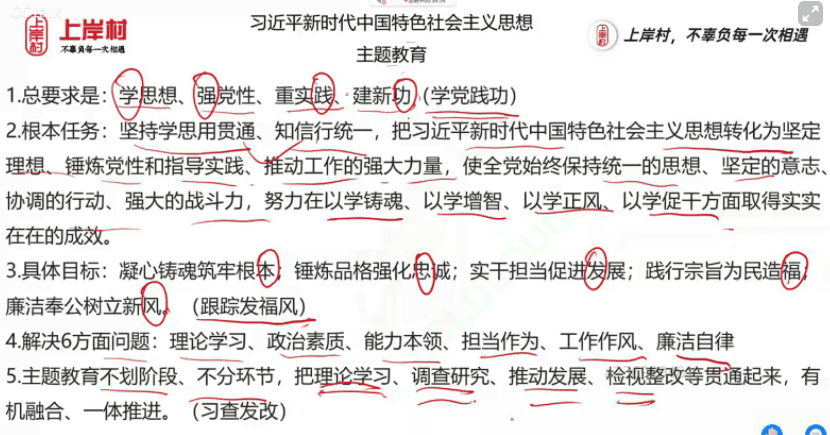 习近平新时代中国特色社会主义思想
主题教育
上岸村
不辜负每一次相遇
上岸村
上岸村，不辜负每一次相遇
1.总要求是：学思想、强党性、重实践、建新功（学党践功）
2.根本任务：坚持学思用贯通、知信行统一，把习近平新时代中国特色社会主义思想转化为坚定
理想、锤炼党性和指导实践、推动工作的强大力量，使全党始终保持统一的思想、坚定的意志、
协调的行动、强大的战斗力，努力在以学铸魂、以学增智、以学正风、以学促干方面取得实实
在在的成效。
3.具体目标：凝心铸魂筑牢根本；锤炼品格强化忠诚；实干担当促进发展；践行宗旨为民造福；
廉洁奉公树立新风。（跟踪发福风）
4.解决6方面问题：理论学习、政治素质、能力本领、担当作为、工作作风、廉洁自律
5.主题教育不划阶段、不分环节，把理论学习、调查研究、推动发展、检视整改等贯通起来，有
机融合、一体推进。（习查发改）